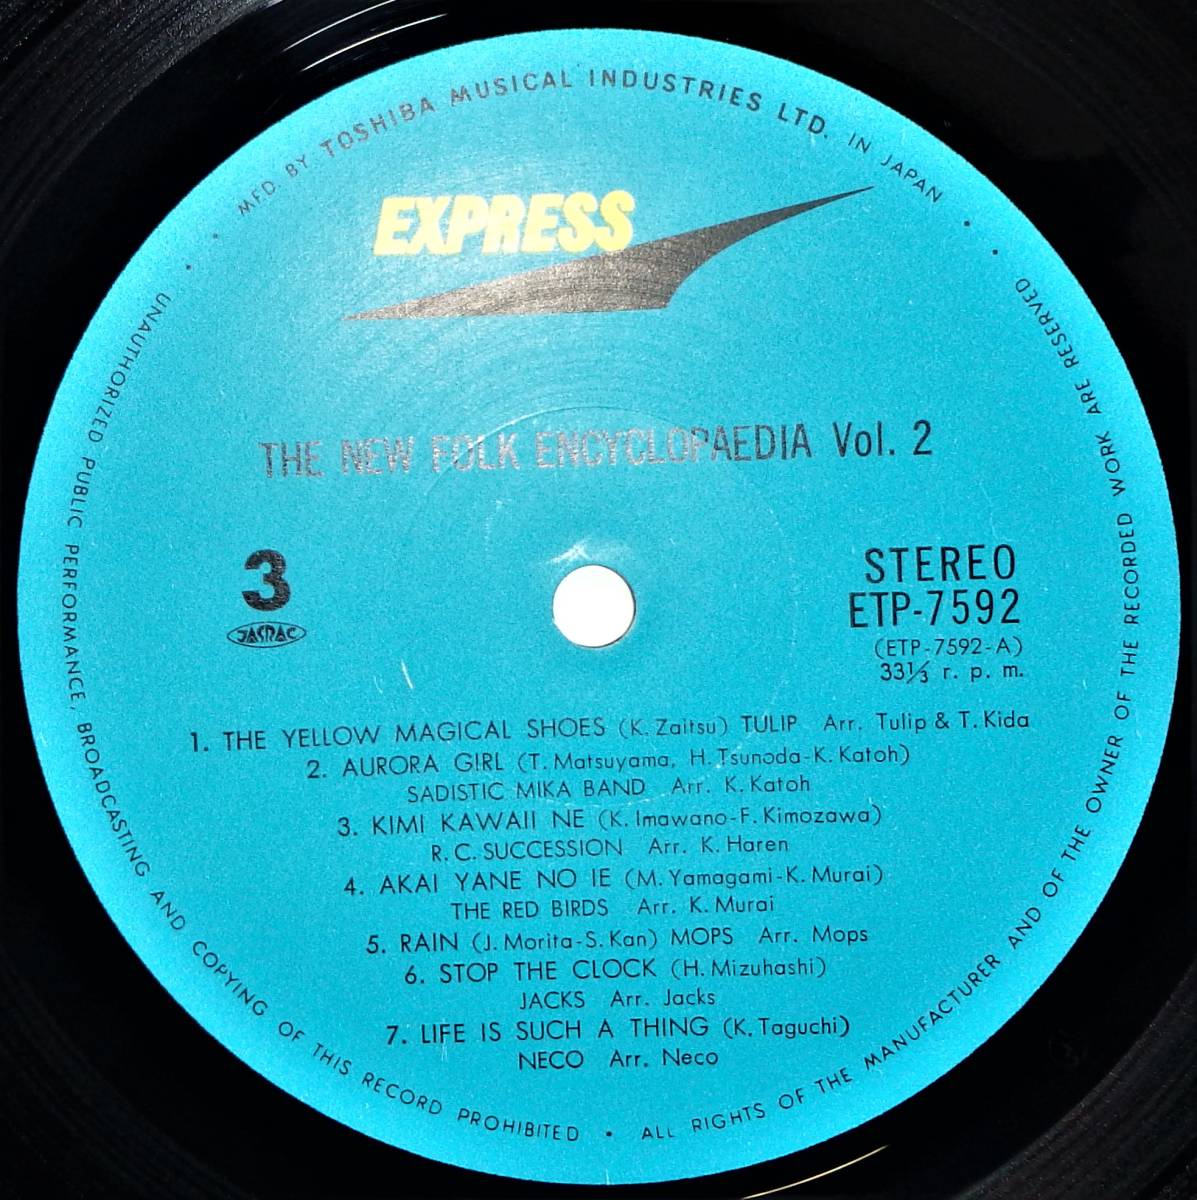 MFD. BY TOSHIBA MUSICAL INDUSTRIES LTD. IN JAPAN
EXPRESS
THE NEW FOLK ENCYCLOPAEDIA Vol. 2
3
JASRAC
STEREO
ETP-7592
(ETP-7592-A)
33⅓ r. p. m.
1. THE YELLOW MAGICAL SHOES (K. Zaitsu) TULIP Arr. Tulip & T. Kida
2. AURORA GIRL (T. Matsuyama, H. Tsunoda-K. Katoh)
SADISTIC MIKA BAND Arr. K. Katoh
3. KIMI KAWAII NE (K. Imawano-F. Kimozawa)
R. C. SUCCESSION Arr. K. Haren
4. AKAI YANE NO IE (M. Yamagami-K. Murai)
THE RED BIRDS Arr. K. Murai
5. RAIN (J. Morita-S. Kan) MOPS Arr. Mops
6. STOP THE CLOCK (H. Mizuhashi)
JACKS Arr. Jacks
7. LIFE IS SUCH A THING (K. Taguchi)
NECO Arr. Neco
UNAUTHORIZED PUBLIC PERFORMANCE, BROADCASTING AND COPYING OF THIS RECORD PROHIBITED • ALL RIGHTS OF THE MANUFACTURER AND OF THE OWNER OF THE RECORDED WORK ARE RESERVED